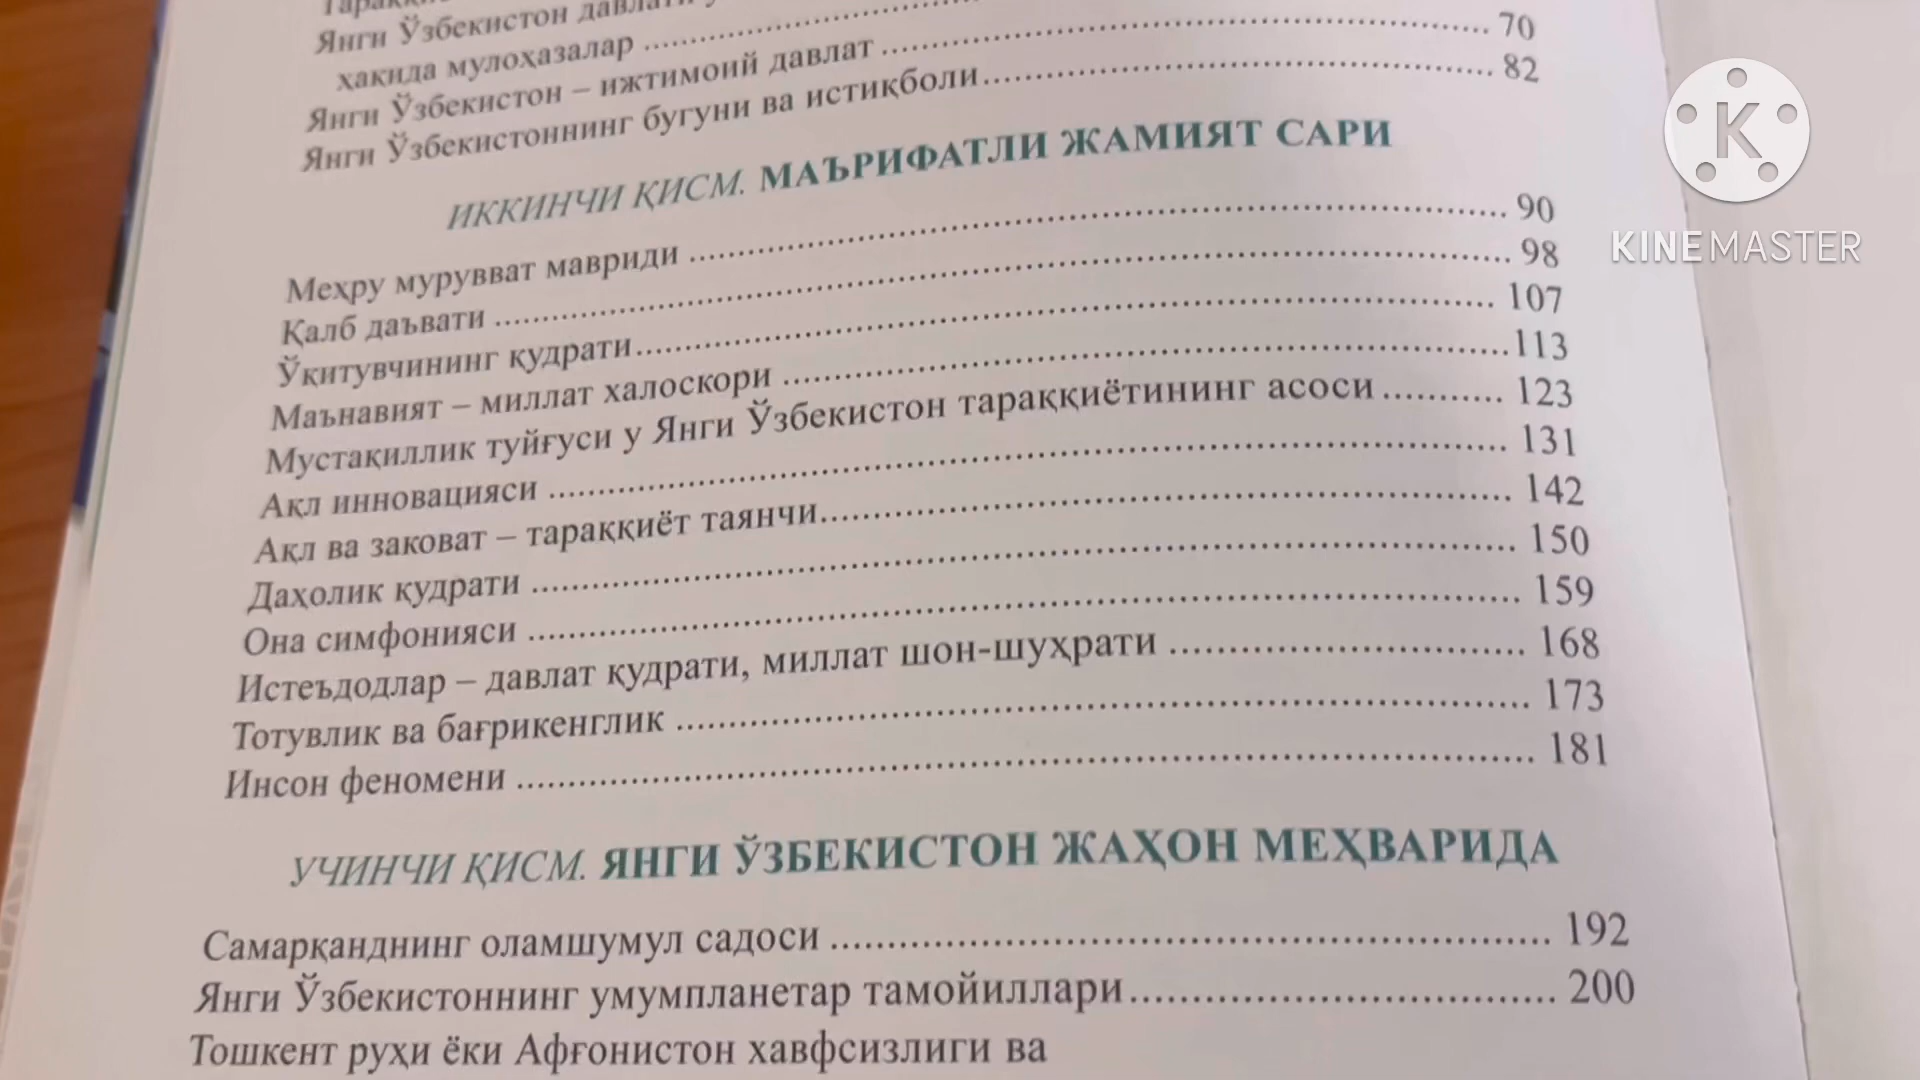 Янги Ўзбекистон давлати
ҳақида мулоҳазалар
Янги Ўзбекистон – ижтимоий давлат ........ 70
Янги Ўзбекистоннинг бугуни ва истиқболи ........ 82
ИККИНЧИ ҚИСМ. МАЪРИФАТЛИ ЖАМИЯТ САРИ
Меҳру мурувват мавриди ........ 90
Қалб даъвати ........ 98
Ўқитувчининг қудрати ........ 107
Маънавият – миллат халоскори ........ 113
Мустақиллик туйғуси у Янги Ўзбекистон тараққиётининг асоси ........ 123
Ақл инновацияси ........ 131
Ақл ва заковат – тараққиёт таянчи ........ 142
Даҳолик қудрати ........ 150
Она симфонияси ........ 159
Истеъдодлар – давлат қудрати, миллат шон-шуҳрати ........ 168
Тотувлик ва бағрикенглик ........ 173
Инсон феномени ........ 181
УЧИНЧИ ҚИСМ. ЯНГИ ЎЗБЕКИСТОН ЖАҲОН МЕҲВАРИДА
Самарқанднинг оламшумул садоси ........ 192
Янги Ўзбекистоннинг умумпланетар тамойиллари ........ 200
Тошкент руҳи ёки Афғонистон хавфсизлиги ва
K
KINEMASTER